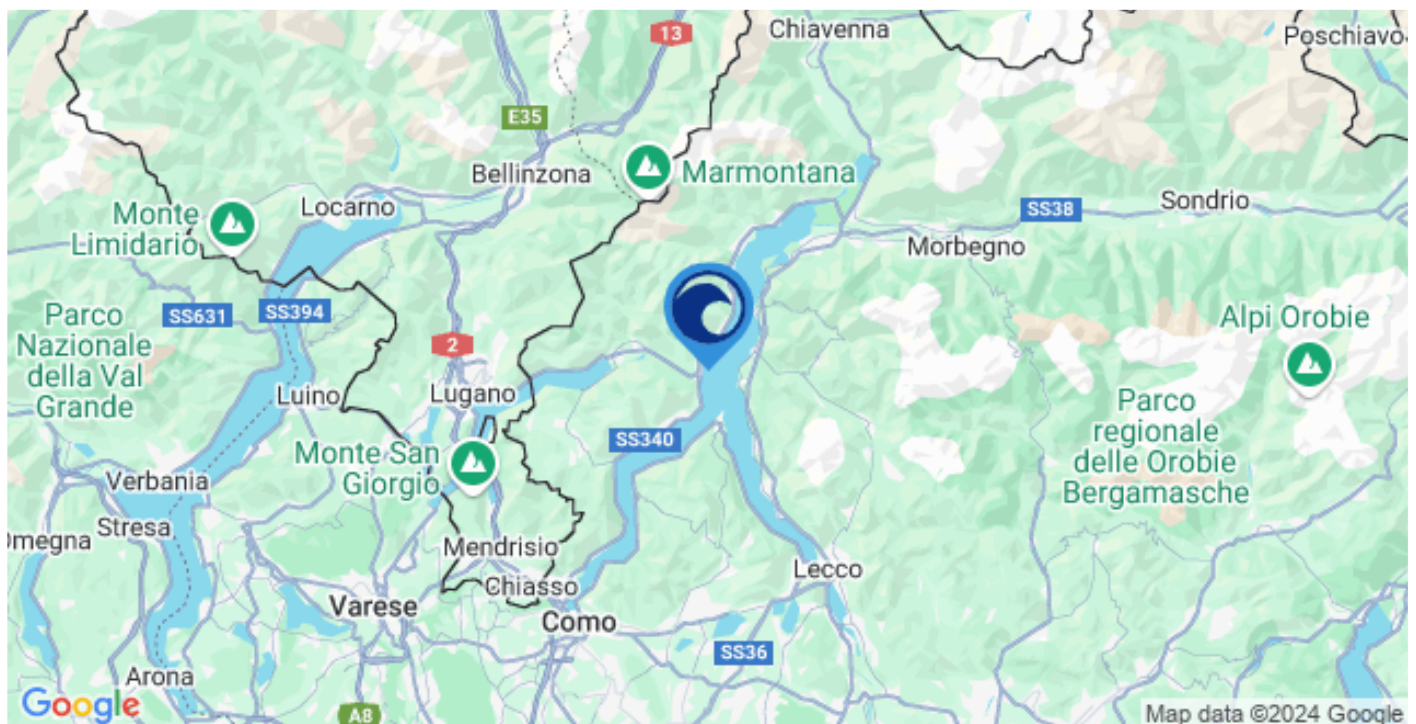 13
Chiavenna
Poschiavo
E35
Bellinzona
Marmontana
Locarno
Monte
Limidario
SS38
Sondrio
Morbegno
SS631
SS394
Parco
Nazionale
della Val
Grande
2
Alpi Orobie
Luino
Lugano
Parco
regionale
delle Orobie
Bergamasche
SS340
Monte San
Giorgio
Verbania
Stresa
Omegna
Mendrisio
Chiasso
Lecco
Varese
Como
SS36
Arona
A8
Google
Map data ©2024 Google